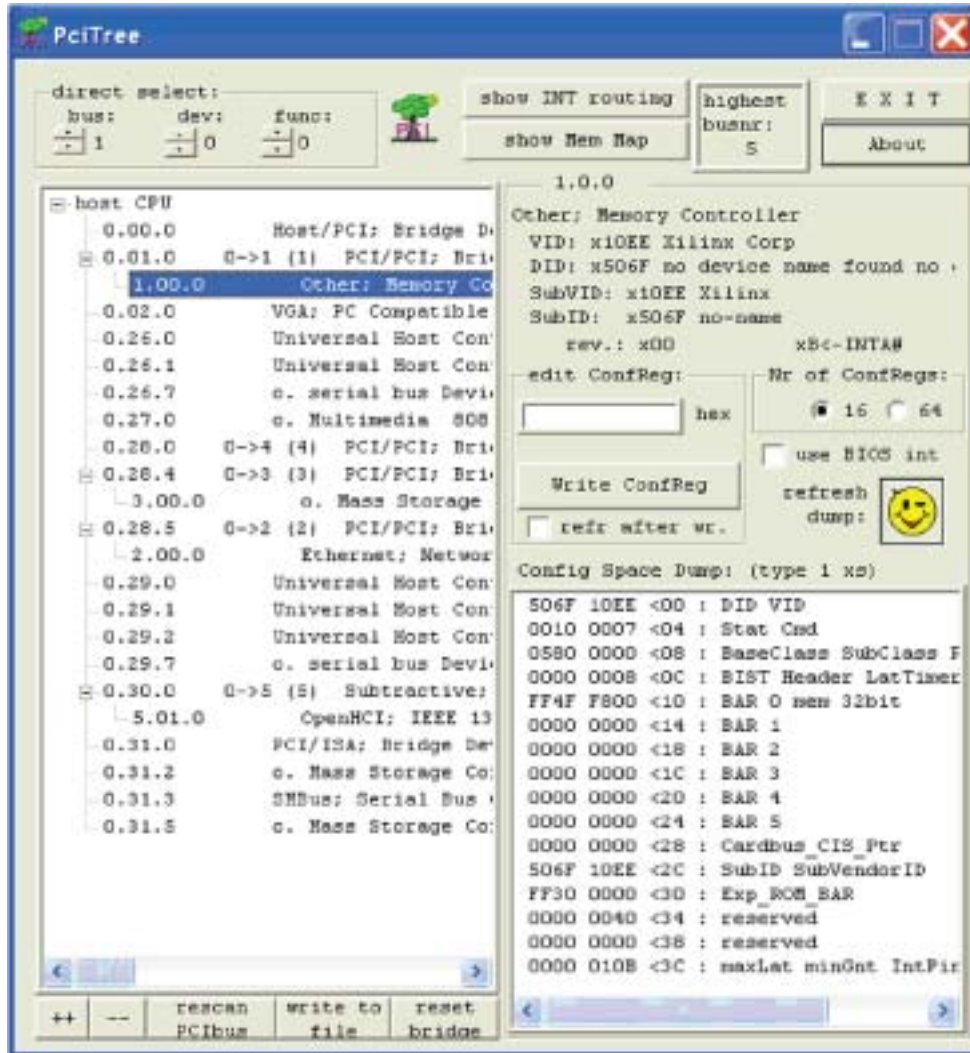 PciTree
direct select:
bus: dev: func:
1 0 0
PCI
show INT routing
show Mem Map
highest
busnr:
5
E X I T
About
host CPU
0.00.0 Host/PCI; Bridge D
0.01.0 0->1 (1) PCI/PCI; Bri
1.00.0 Other; Memory Co
0.02.0 VGA; PC Compatible
0.26.0 Universal Host Con
0.26.1 Universal Host Con
0.26.7 o. serial bus Devi
0.27.0 o. Multimedia 808
0.28.0 0->4 (4) PCI/PCI; Bri
0.28.4 0->3 (3) PCI/PCI; Bri
3.00.0 o. Mass Storage
0.28.5 0->2 (2) PCI/PCI; Bri
2.00.0 Ethernet; Networ
0.29.0 Universal Host Con
0.29.1 Universal Host Con
0.29.2 Universal Host Con
0.29.7 o. serial bus Devi
0.30.0 0->5 (5) Subtractive;
5.01.0 OpenHCI; IEEE 13
0.31.0 PCI/ISA; Bridge De
0.31.2 o. Mass Storage Co
0.31.3 SMBus; Serial Bus
0.31.5 o. Mass Storage Co
++ -- rescan PCIbus write to file reset bridge
1.0.0
Other; Memory Controller
VID: x10EE Xilinx Corp
DID: x506F no device name found no
SubVID: x10EE Xilinx
SubID: x506F no-name
rev.: x00 xB<-INTA#
edit ConfReg:
hex
Write ConfReg
refr after wr.
Nr of ConfRegs:
16 64
use BIOS int
refresh
dump:
Config Space Dump: (type 1 xs)
506F 10EE <00 : DID VID
0010 0007 <04 : Stat Cmd
0580 0000 <08 : BaseClass SubClass P
0000 0008 <0C : BIST Header LatTimer
FF4F F800 <10 : BAR 0 mem 32bit
0000 0000 <14 : BAR 1
0000 0000 <18 : BAR 2
0000 0000 <1C : BAR 3
0000 0000 <20 : BAR 4
0000 0000 <24 : BAR 5
0000 0000 <28 : Cardbus_CIS_Ptr
506F 10EE <2C : SubID SubVendorID
FF30 0000 <30 : Exp_ROM_BAR
0000 0040 <34 : reserved
0000 0000 <38 : reserved
0000 010B <3C : maxLat minGnt IntPin